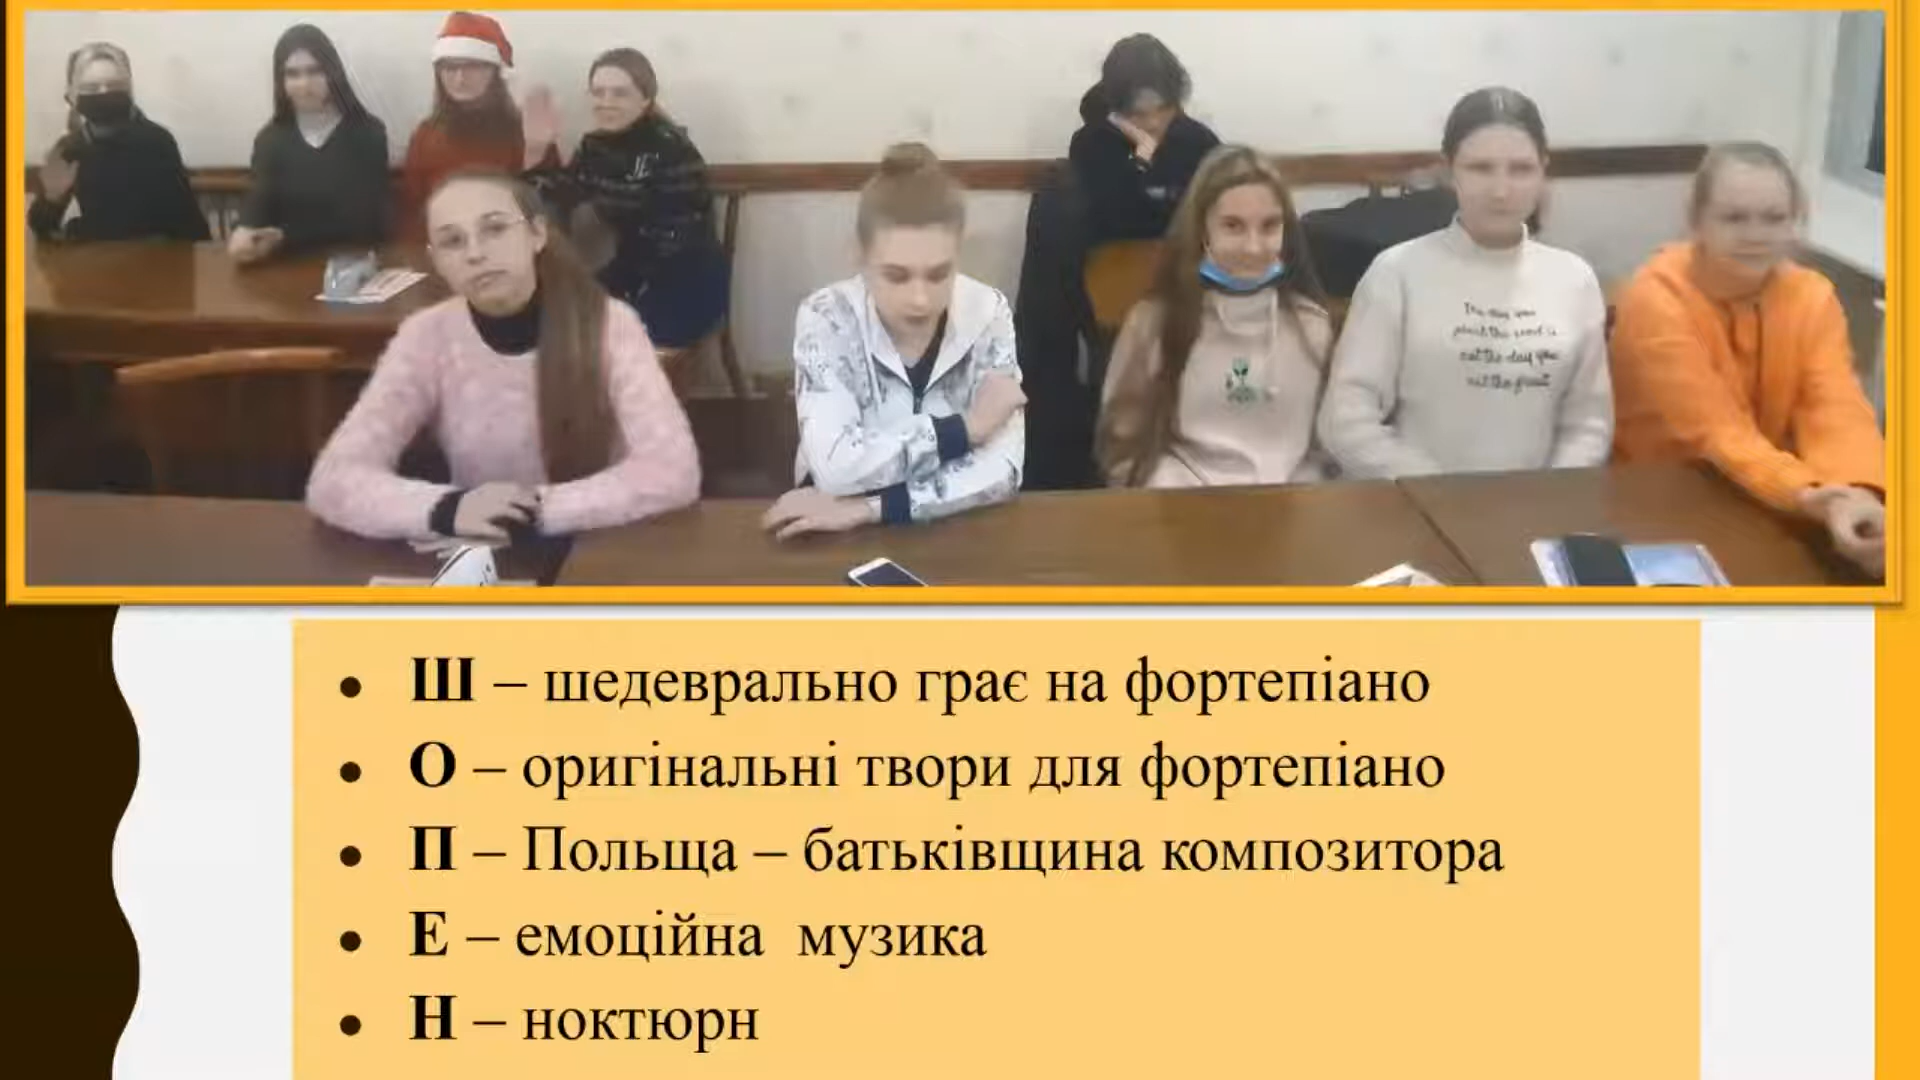 • Ш – шедеврально грає на фортепіано
• О – оригінальні твори для фортепіано
• П – Польща – батьківщина композитора
• Е – емоційна  музика
• Н – ноктюрн